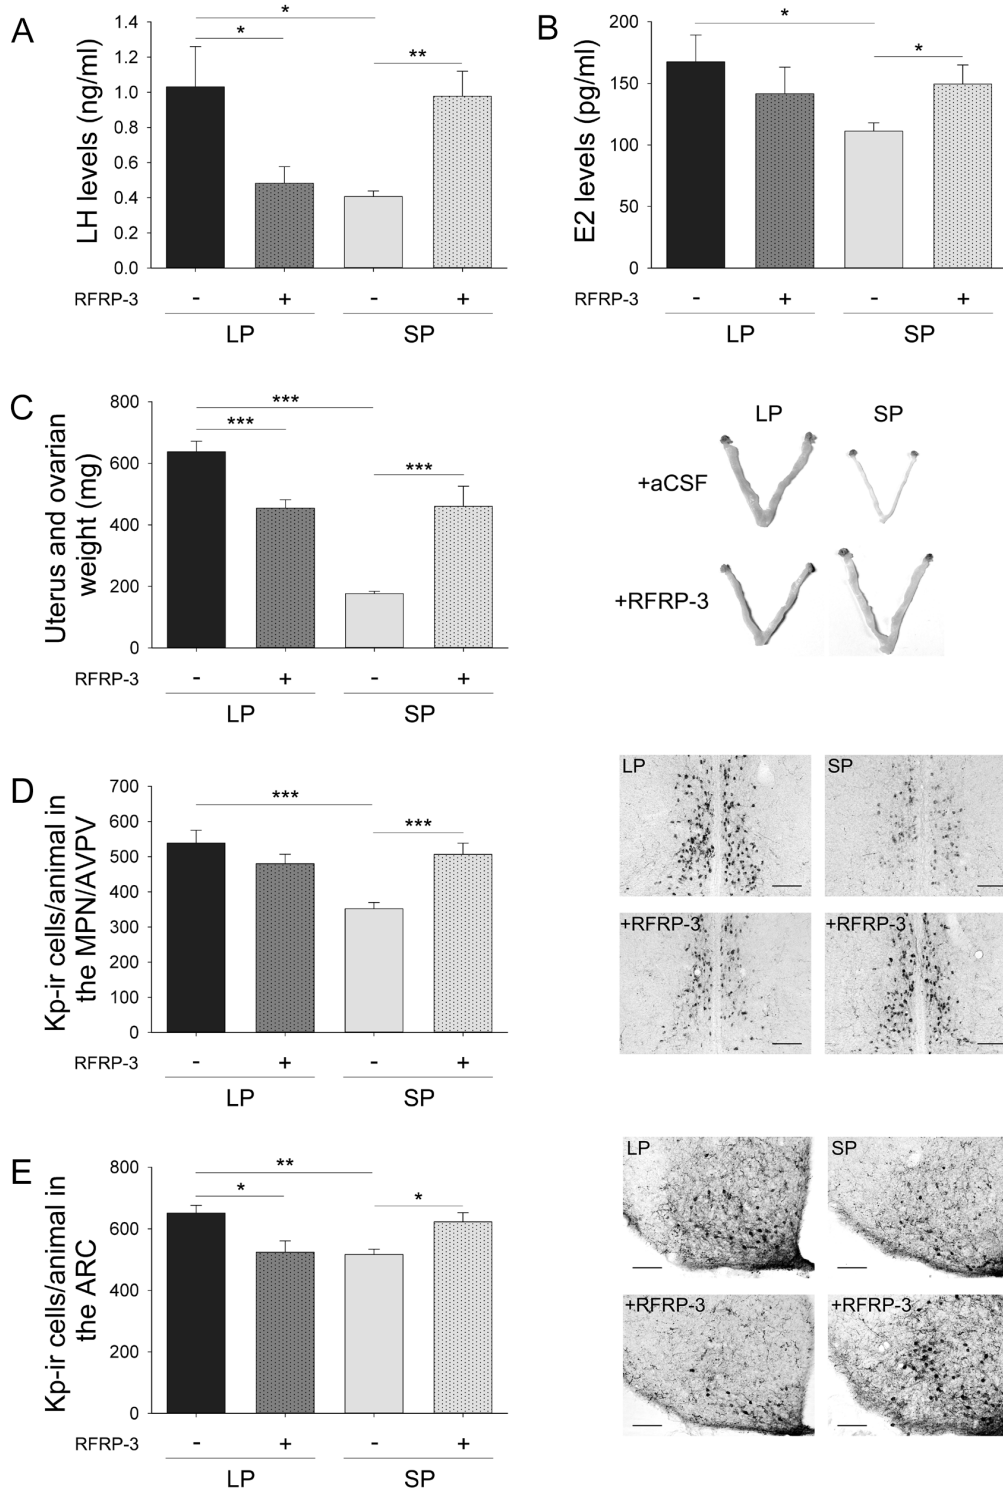 A
LH levels (ng/ml)
1.4
1.2
1.0
0.8
0.6
0.4
0.2
0.0
*
*
**
RFRP-3 - + - +
LP SP
B
E2 levels (pg/ml)
200
150
100
50
0
*
*
RFRP-3 - + - +
LP SP
C
Uterus and ovarian
weight (mg)
800
600
400
200
0
***
***
***
RFRP-3 - + - +
LP SP
LP SP
+aCSF
+RFRP-3
D
Kp-ir cells/animal in
the MPN/AVPV
700
600
500
400
300
200
100
0
***
***
RFRP-3 - + - +
LP SP
LP SP
+RFRP-3 +RFRP-3
E
Kp-ir cells/animal in
the ARC
800
600
400
200
0
**
*
*
RFRP-3 - + - +
LP SP
LP SP
+RFRP-3 +RFRP-3